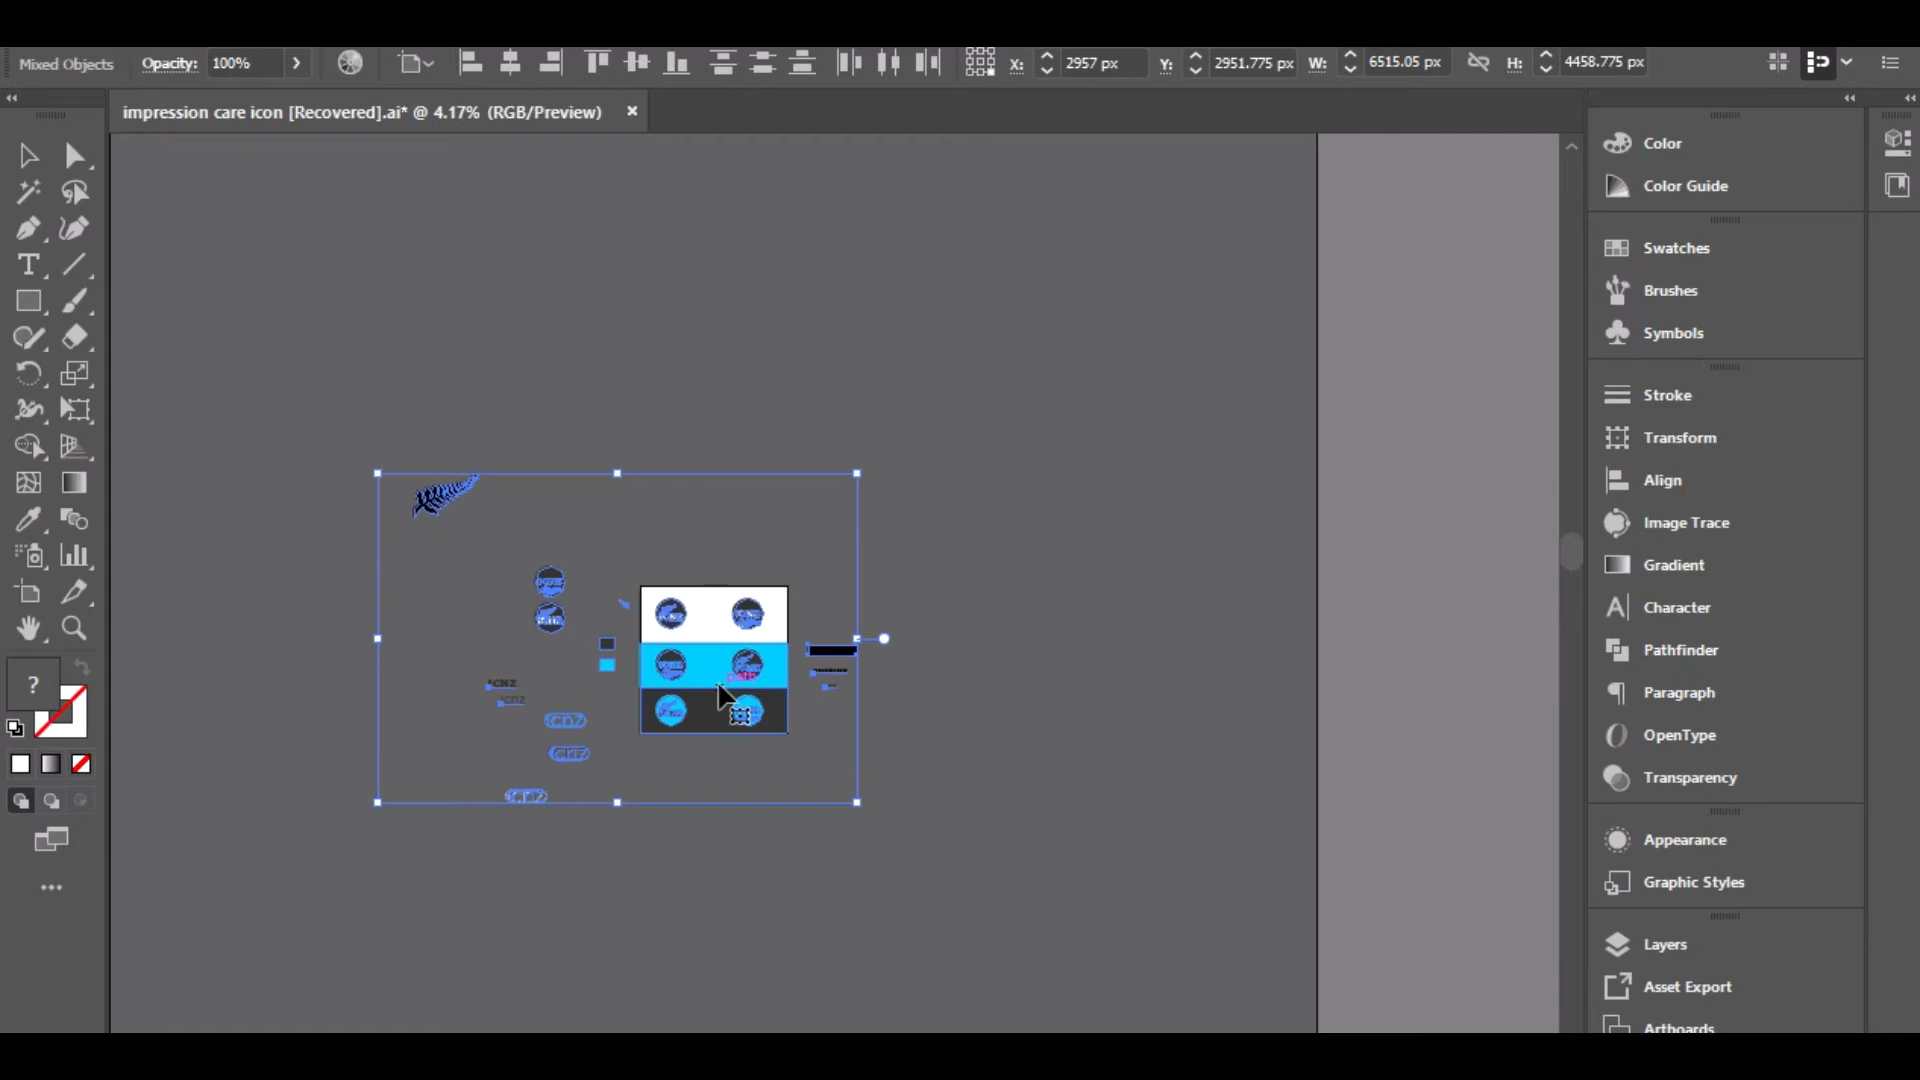 Mixed Objects Opacity: 100% X: 2957 px Y: 2951.775 px W: 6515.05 px H: 4458.775 px
impression care icon [Recovered].ai* @ 4.17% (RGB/Preview)
Color
Color Guide
Swatches
Brushes
Symbols
Stroke
Transform
Align
Image Trace
Gradient
Character
Pathfinder
Paragraph
OpenType
Transparency
Appearance
Graphic Styles
Layers
Asset Export
Artboards
?